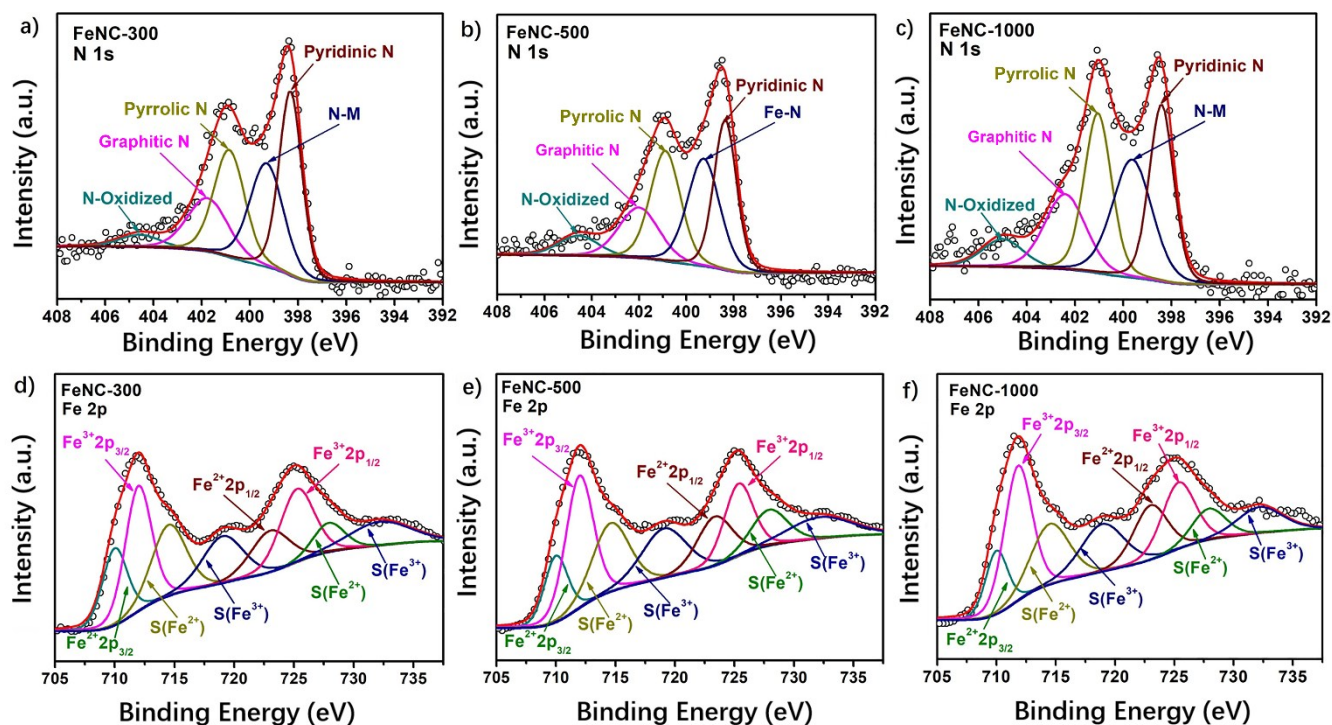 a)
FeNC-300
N 1s
Pyridinic N
Pyrrolic N
N-M
Graphitic N
N-Oxidized
Intensity (a.u.)
408 406 404 402 400 398 396 394 392
Binding Energy (eV)
b)
FeNC-500
N 1s
Pyridinic N
Pyrrolic N
Fe-N
Graphitic N
N-Oxidized
Intensity (a.u.)
408 406 404 402 400 398 396 394 392
Binding Energy (eV)
c)
FeNC-1000
N 1s
Pyridinic N
Pyrrolic N
N-M
Graphitic N
N-Oxidized
Intensity (a.u.)
408 406 404 402 400 398 396 394 392
Binding Energy (eV)
d)
FeNC-300
Fe 2p
Fe³⁺2p₃/₂
Fe³⁺2p₁/₂
Fe²⁺2p₁/₂
S(Fe³⁺)
S(Fe²⁺)
S(Fe³⁺)
S(Fe²⁺)
Fe²⁺2p₃/₂
Intensity (a.u.)
705 710 715 720 725 730 735
Binding Energy (eV)
e)
FeNC-500
Fe 2p
Fe³⁺2p₃/₂
Fe³⁺2p₁/₂
Fe²⁺2p₁/₂
S(Fe³⁺)
S(Fe²⁺)
S(Fe³⁺)
S(Fe²⁺)
Fe²⁺2p₃/₂
Intensity (a.u.)
705 710 715 720 725 730 735
Binding Energy (eV)
f)
FeNC-1000
Fe 2p
Fe³⁺2p₃/₂
Fe³⁺2p₁/₂
Fe²⁺2p₁/₂
S(Fe³⁺)
S(Fe²⁺)
S(Fe³⁺)
S(Fe²⁺)
Fe²⁺2p₃/₂
Intensity (a.u.)
705 710 715 720 725 730 735
Binding Energy (eV)